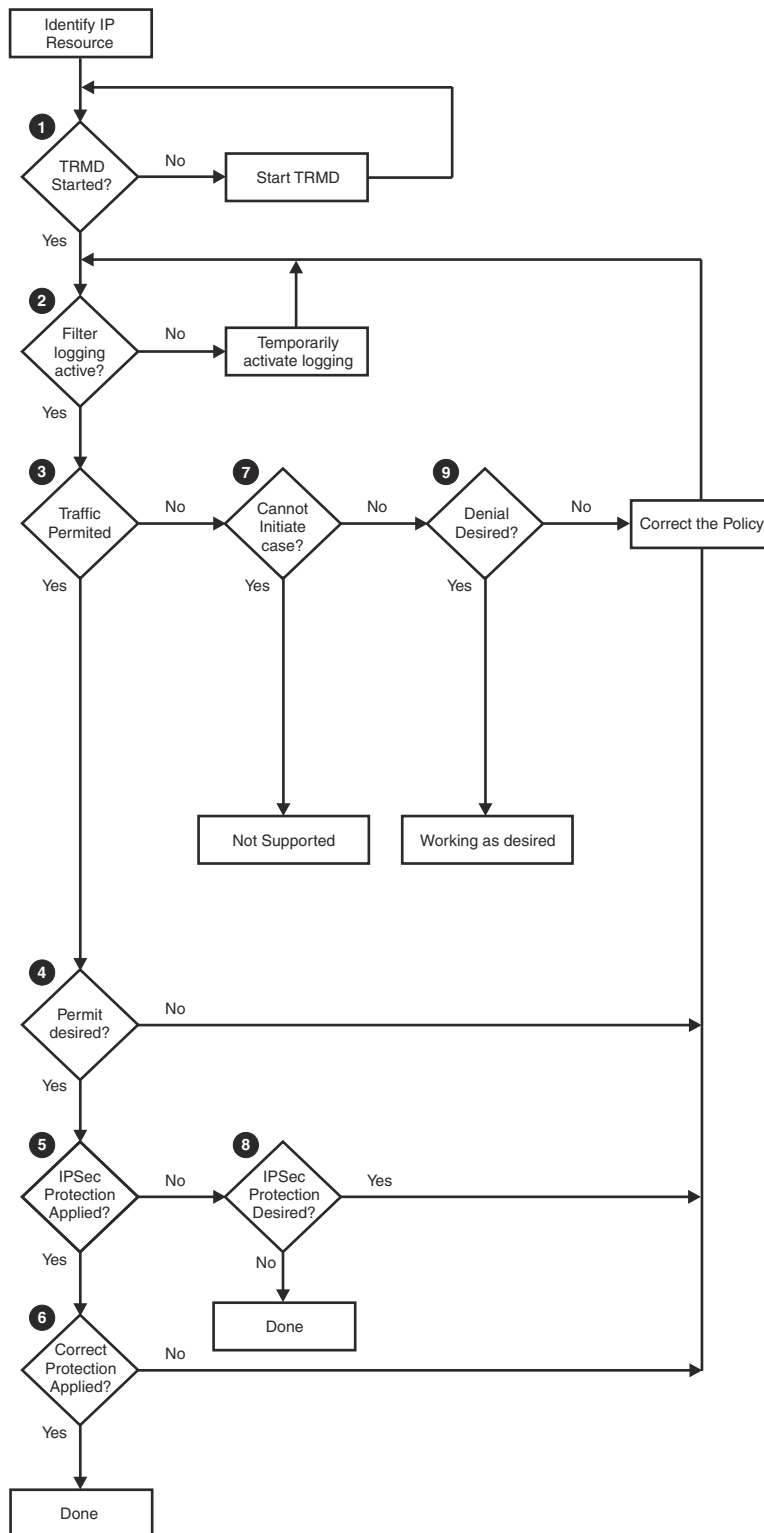 Identify IP
Resource
1
TRMD
Started?
No
Start TRMD
Yes
2
Filter
logging
active?
No
Temporarily
activate logging
Yes
3
Traffic
Permited
No
7
Cannot
Initiate
case?
No
9
Denial
Desired?
No
Correct the Policy
Yes
Yes
Yes
Not Supported
Working as desired
4
Permit
desired?
No
Yes
5
IPSec
Protection
Applied?
No
8
IPSec
Protection
Desired?
Yes
Yes
No
Done
6
Correct
Protection
Applied?
No
Yes
Done